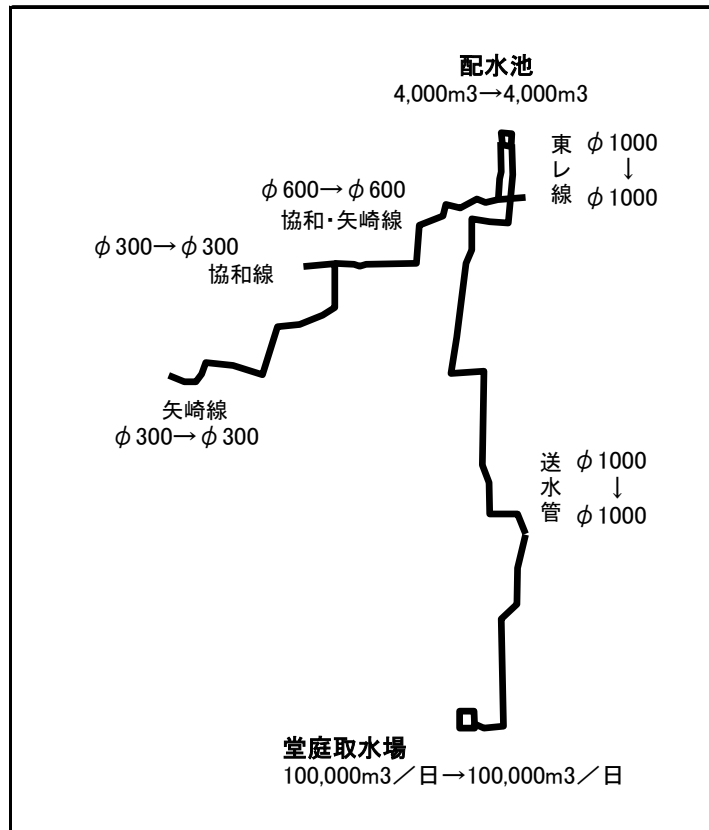 配水池
4,000m3→4,000m3
東レ線
φ1000
↓
φ1000
φ600→φ600
協和・矢崎線
φ300→φ300
協和線
矢崎線
φ300→φ300
送水管
φ1000
↓
φ1000
堂庭取水場
100,000m3／日→100,000m3／日